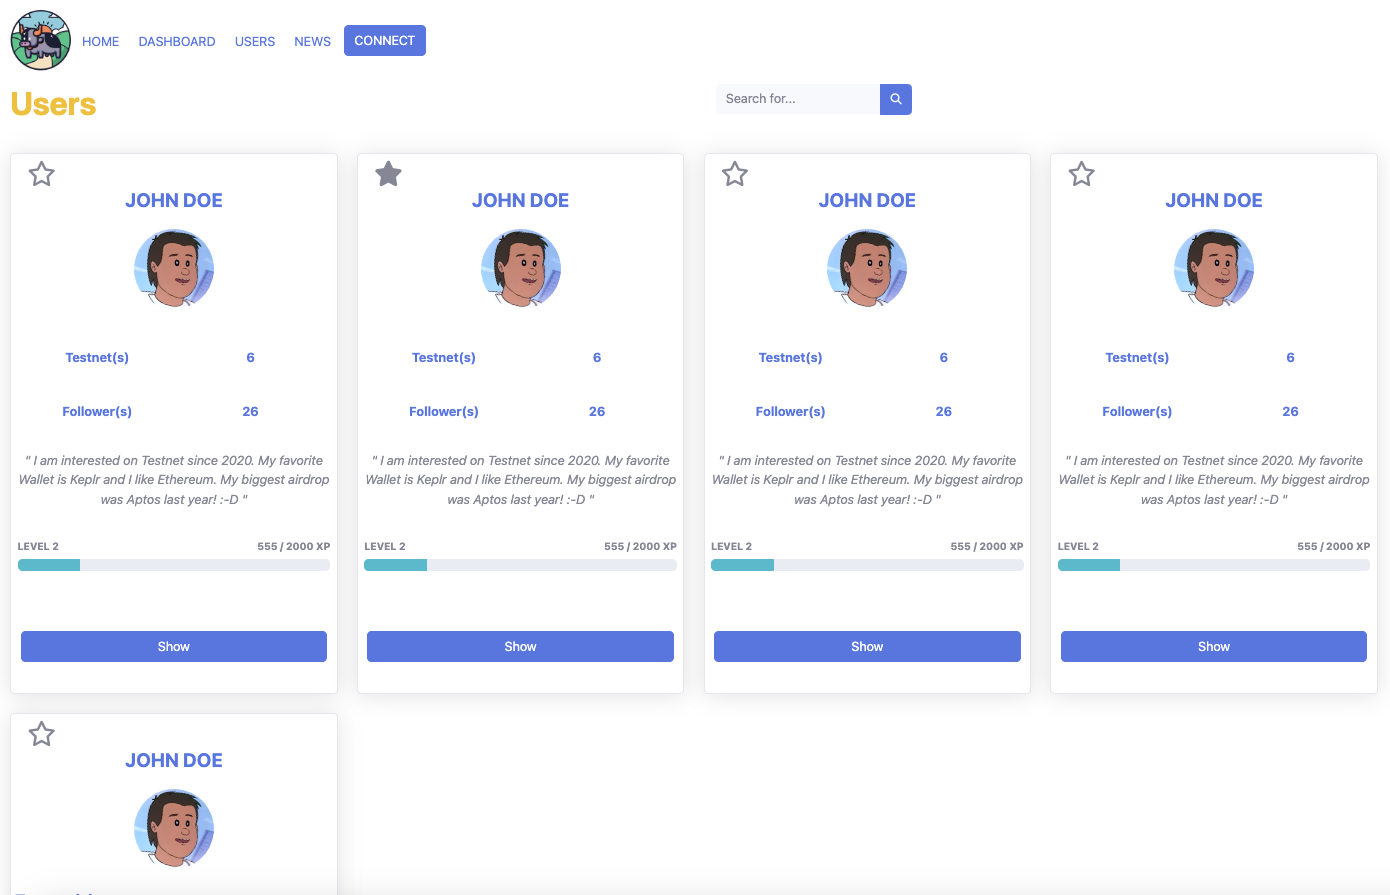 HOME DASHBOARD USERS NEWS CONNECT
Users
Search for...
JOHN DOE
Testnet(s) 6
Follower(s) 26
" I am interested on Testnet since 2020. My favorite
Wallet is Keplr and I like Ethereum. My biggest airdrop
was Aptos last year! :-D "
LEVEL 2 555 / 2000 XP
Show
JOHN DOE
Testnet(s) 6
Follower(s) 26
" I am interested on Testnet since 2020. My favorite
Wallet is Keplr and I like Ethereum. My biggest airdrop
was Aptos last year! :-D "
LEVEL 2 555 / 2000 XP
Show
JOHN DOE
Testnet(s) 6
Follower(s) 26
" I am interested on Testnet since 2020. My favorite
Wallet is Keplr and I like Ethereum. My biggest airdrop
was Aptos last year! :-D "
LEVEL 2 555 / 2000 XP
Show
JOHN DOE
Testnet(s) 6
Follower(s) 26
" I am interested on Testnet since 2020. My favorite
Wallet is Keplr and I like Ethereum. My biggest airdrop
was Aptos last year! :-D "
LEVEL 2 555 / 2000 XP
Show
JOHN DOE